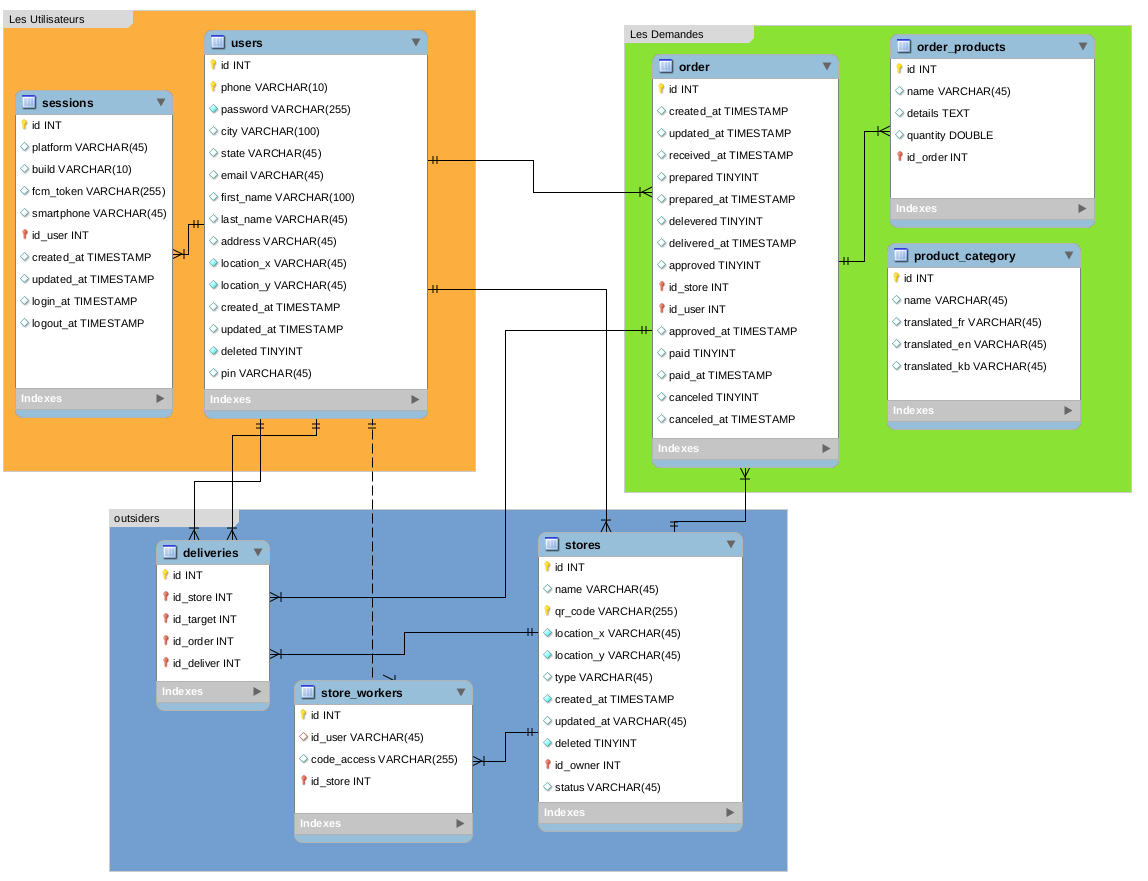 Les Utilisateurs
sessions
id INT
platform VARCHAR(45)
build VARCHAR(10)
fcm_token VARCHAR(255)
smartphone VARCHAR(45)
id_user INT
created_at TIMESTAMP
updated_at TIMESTAMP
login_at TIMESTAMP
logout_at TIMESTAMP
Indexes
users
id INT
phone VARCHAR(10)
password VARCHAR(255)
city VARCHAR(100)
state VARCHAR(45)
email VARCHAR(45)
first_name VARCHAR(100)
last_name VARCHAR(45)
address VARCHAR(45)
location_x VARCHAR(45)
location_y VARCHAR(45)
created_at TIMESTAMP
updated_at TIMESTAMP
deleted TINYINT
pin VARCHAR(45)
Indexes
Les Demandes
order
id INT
created_at TIMESTAMP
updated_at TIMESTAMP
received_at TIMESTAMP
prepared TINYINT
prepared_at TIMESTAMP
delevered TINYINT
delivered_at TIMESTAMP
approved TINYINT
id_store INT
id_user INT
approved_at TIMESTAMP
paid TINYINT
paid_at TIMESTAMP
canceled TINYINT
canceled_at TIMESTAMP
Indexes
order_products
id INT
name VARCHAR(45)
details TEXT
quantity DOUBLE
id_order INT
Indexes
product_category
id INT
name VARCHAR(45)
translated_fr VARCHAR(45)
translated_en VARCHAR(45)
translated_kb VARCHAR(45)
Indexes
outsiders
deliveries
id INT
id_store INT
id_target INT
id_order INT
id_deliver INT
Indexes
store_workers
id INT
id_user VARCHAR(45)
code_access VARCHAR(255)
id_store INT
Indexes
stores
id INT
name VARCHAR(45)
qr_code VARCHAR(255)
location_x VARCHAR(45)
location_y VARCHAR(45)
type VARCHAR(45)
created_at TIMESTAMP
updated_at VARCHAR(45)
deleted TINYINT
id_owner INT
status VARCHAR(45)
Indexes